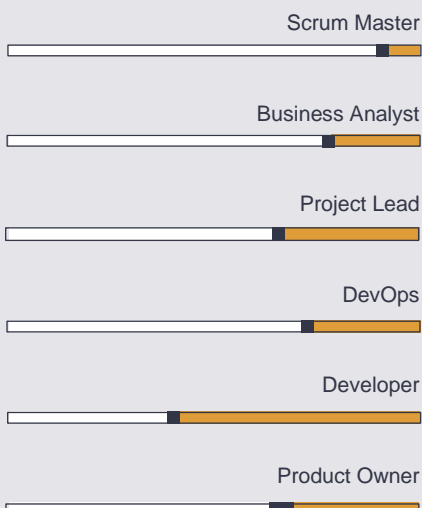 Scrum Master
Business Analyst
Project Lead
DevOps
Developer
Product Owner